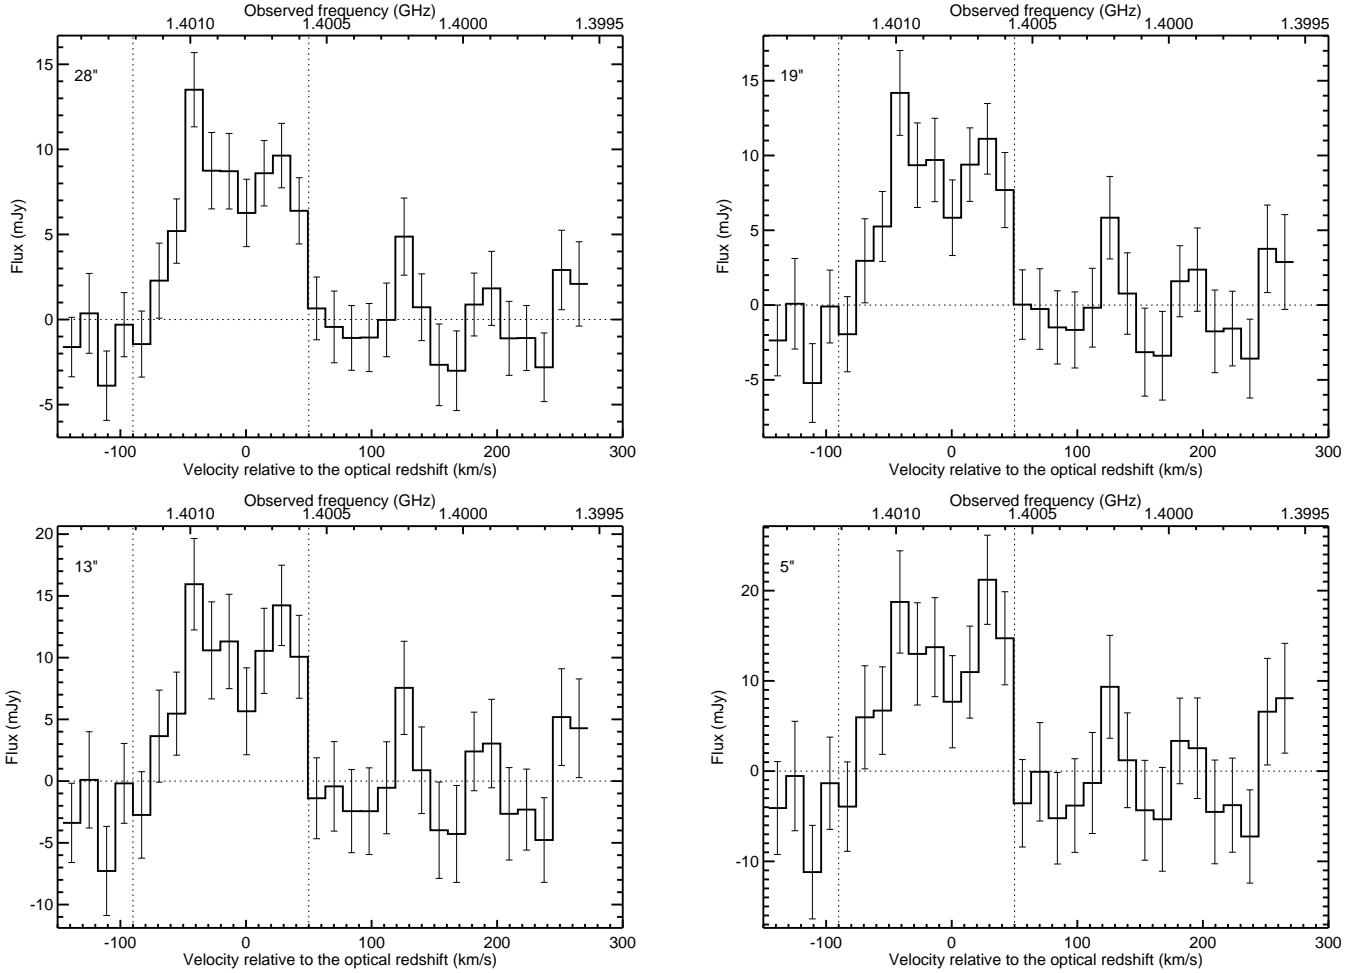 Observed frequency (GHz)
1.4010 1.4005 1.4000 1.3995
28"
15
10
5
0
-5
Flux (mJy)
-100 0 100 200 300
Velocity relative to the optical redshift (km/s)
Observed frequency (GHz)
1.4010 1.4005 1.4000 1.3995
19"
15
10
5
0
-5
Flux (mJy)
-100 0 100 200 300
Velocity relative to the optical redshift (km/s)
Observed frequency (GHz)
1.4010 1.4005 1.4000 1.3995
13"
20
15
10
5
0
-5
-10
Flux (mJy)
-100 0 100 200 300
Velocity relative to the optical redshift (km/s)
Observed frequency (GHz)
1.4010 1.4005 1.4000 1.3995
5"
20
10
0
-10
Flux (mJy)
-100 0 100 200 300
Velocity relative to the optical redshift (km/s)